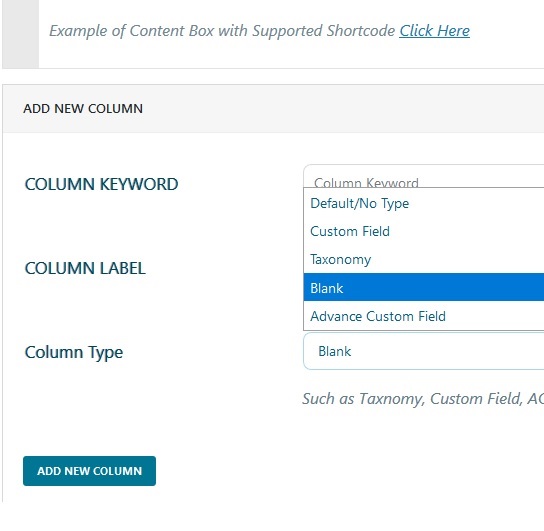 Example of Content Box with Supported Shortcode Click Here
ADD NEW COLUMN
COLUMN KEYWORD
Column Keyword
Default/No Type
Custom Field
Taxonomy
COLUMN LABEL
Blank
Advance Custom Field
Column Type
Blank
Such as Taxnomy, Custom Field,
ADD NEW COLUMN